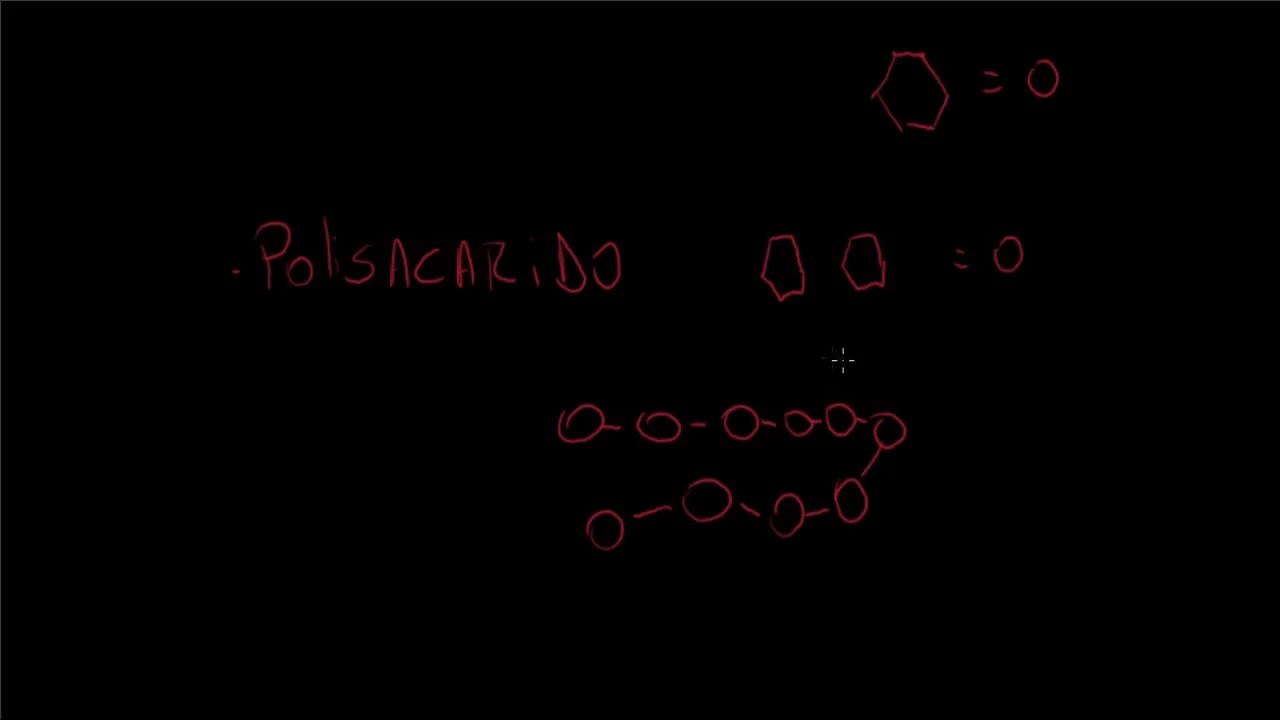 = O
. PoliSACARiDO = O